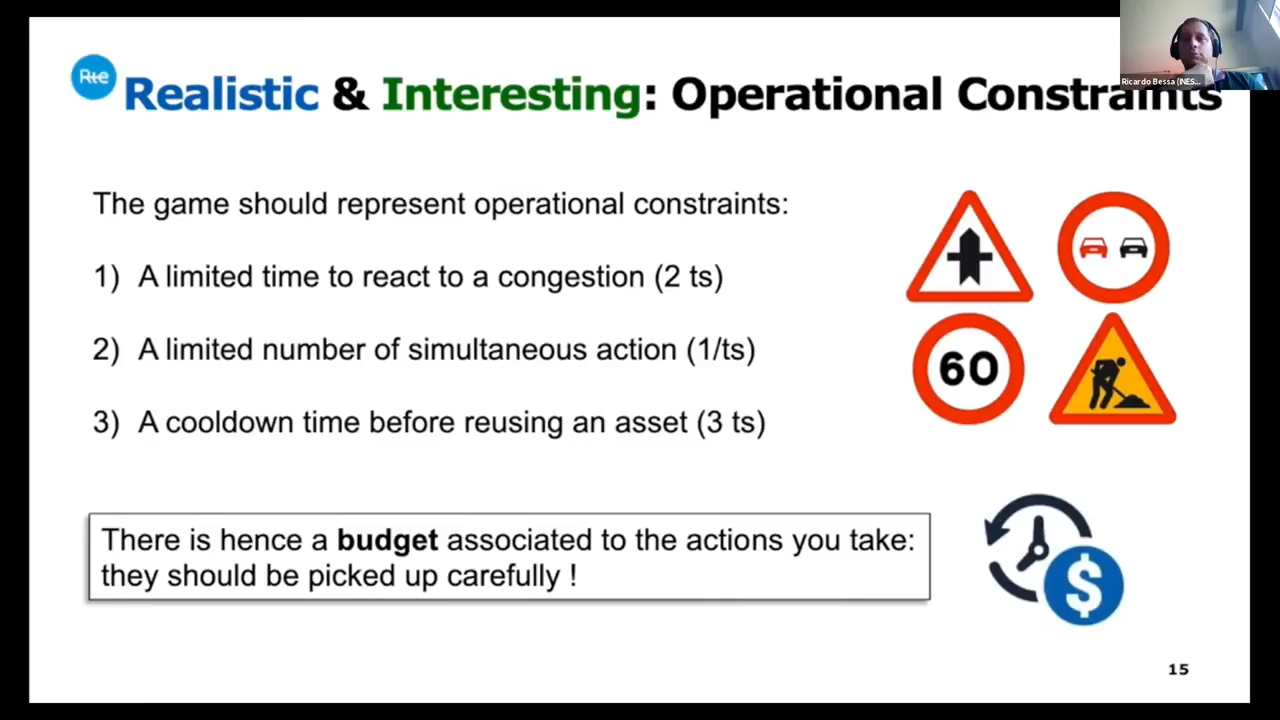 Rte
Realistic & Interesting: Operational Constraints
Ricardo Bessa (INES...
The game should represent operational constraints:
1) A limited time to react to a congestion (2 ts)
2) A limited number of simultaneous action (1/ts)
3) A cooldown time before reusing an asset (3 ts)
60
There is hence a budget associated to the actions you take:
they should be picked up carefully !
$
15